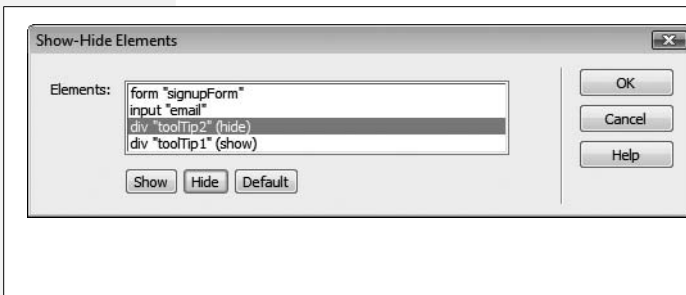 Show-Hide Elements
Elements:
form "signupForm"
input "email"
div "toolTip2" (hide)
div "toolTip1" (show)
Show Hide Default
OK
Cancel
Help